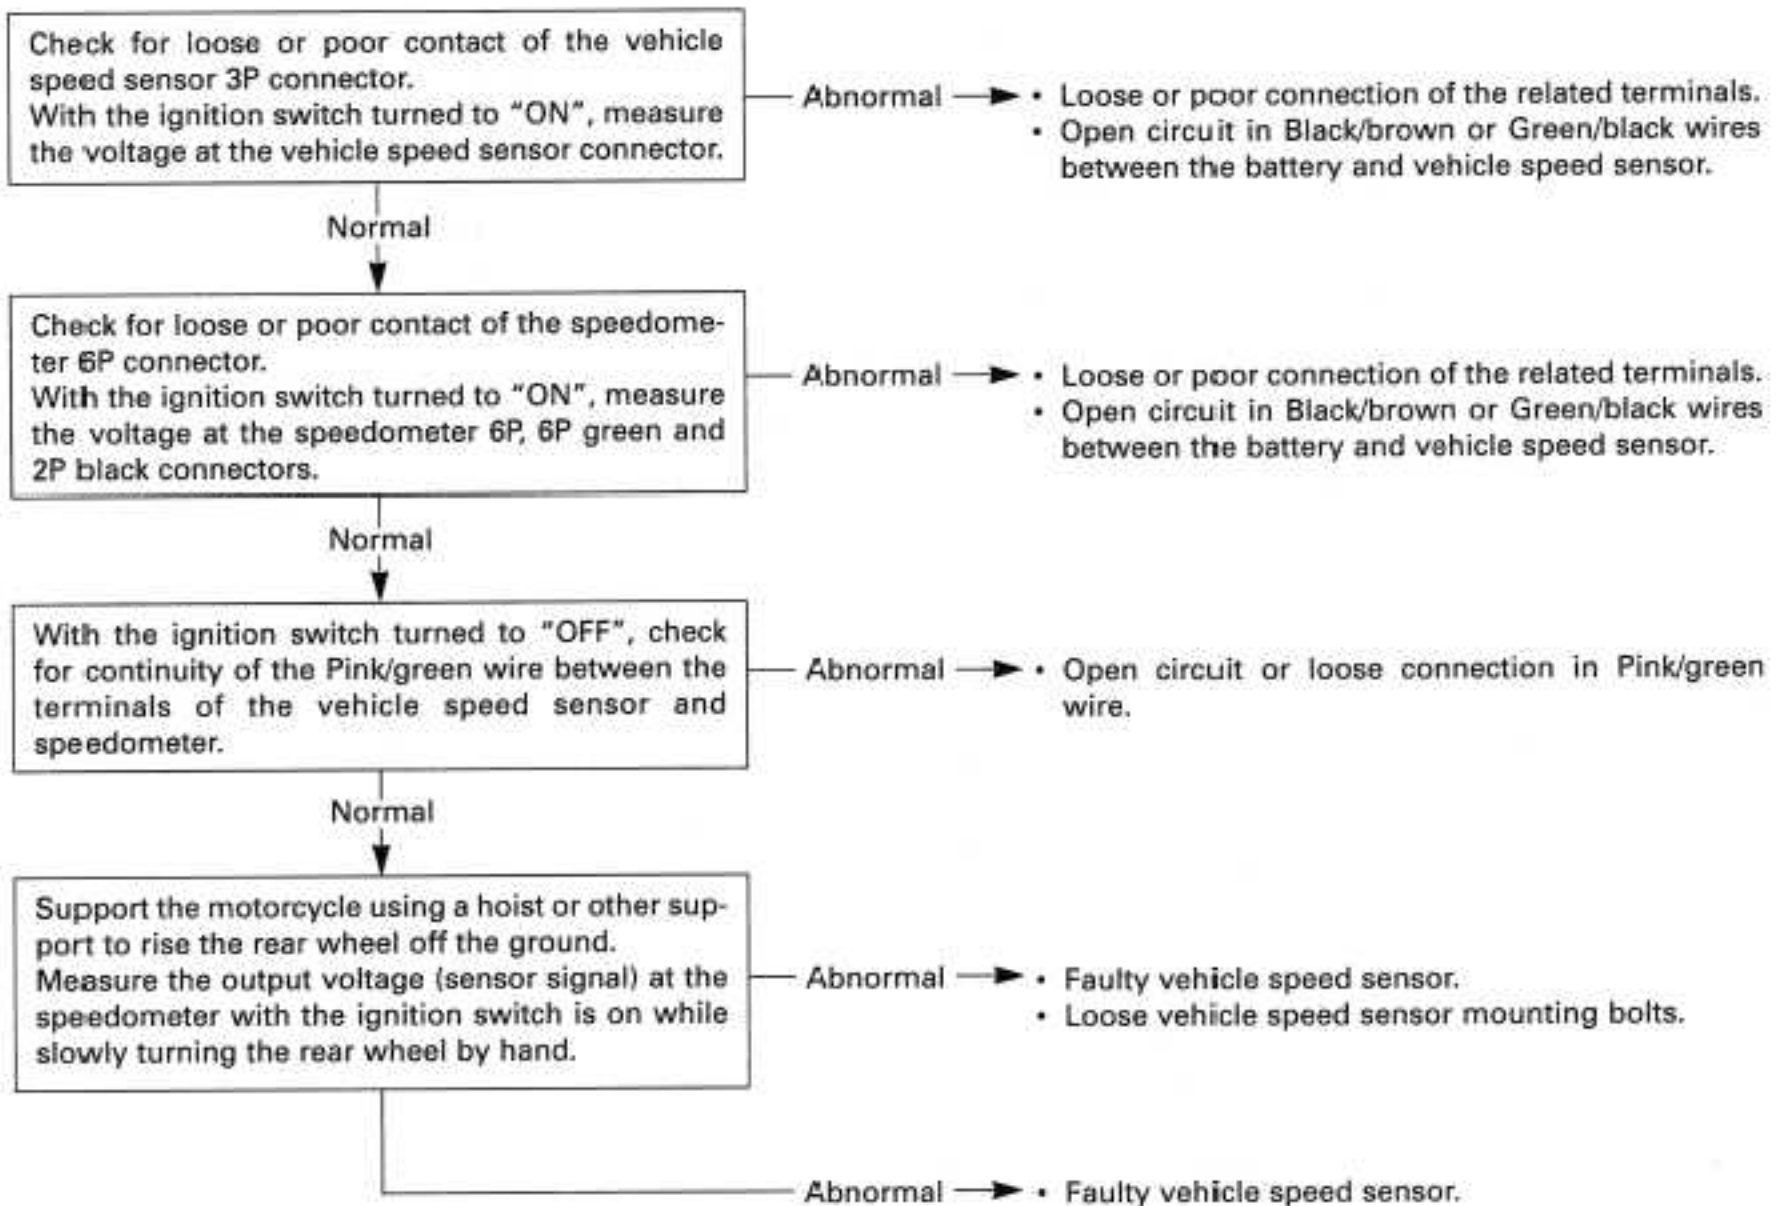 Check for loose or poor contact of the vehicle
speed sensor 3P connector.
With the ignition switch turned to “ON”, measure
the voltage at the vehicle speed sensor connector.
Abnormal
• Loose or poor connection of the related terminals.
• Open circuit in Black/brown or Green/black wires
between the battery and vehicle speed sensor.
Normal
Check for loose or poor contact of the speedome-
ter 6P connector.
With the ignition switch turned to “ON”, measure
the voltage at the speedometer 6P, 6P green and
2P black connectors.
Abnormal
• Loose or poor connection of the related terminals.
• Open circuit in Black/brown or Green/black wires
between the battery and vehicle speed sensor.
Normal
With the ignition switch turned to “OFF”, check
for continuity of the Pink/green wire between the
terminals of the vehicle speed sensor and
speedometer.
Abnormal
• Open circuit or loose connection in Pink/green
wire.
Normal
Support the motorcycle using a hoist or other sup-
port to rise the rear wheel off the ground.
Measure the output voltage (sensor signal) at the
speedometer with the ignition switch is on while
slowly turning the rear wheel by hand.
Abnormal
• Faulty vehicle speed sensor.
• Loose vehicle speed sensor mounting bolts.
Abnormal
• Faulty vehicle speed sensor.